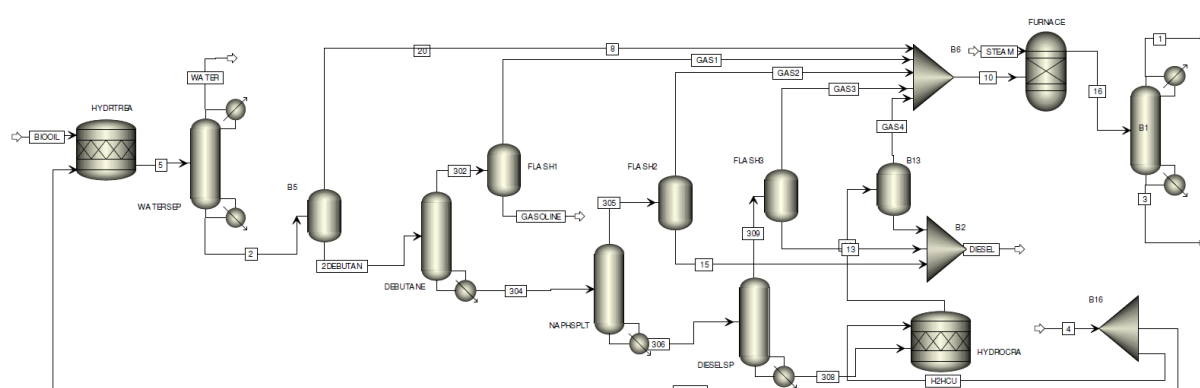 FURNACE
1
20
8
B6
STEAM
GAS1
WATER
GAS2
10
GAS3
16
HYDRTREA
BIOOIL
GAS4
B1
5
302
FLASH1
FLASH2
FLASH3
B13
B5
3
WATERSEP
305
GASOLINE
309
B2
2
13
DIESEL
2DEBUTAN
15
DEBUTANE
304
B16
NAPHSPLT
4
306
HYDROCRA
DIESELSP
308
H2HCU